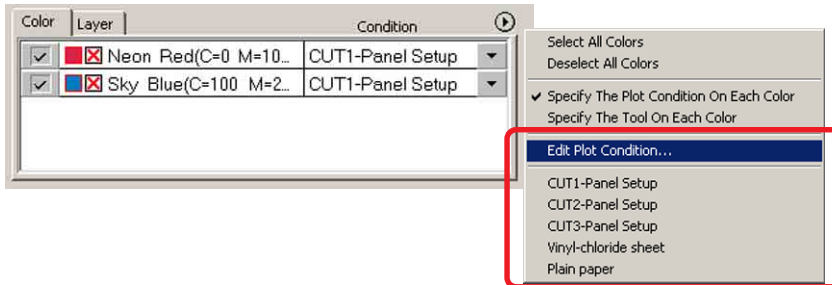 Color Layer Condition
Neon Red(C=0 M=10... CUT1-Panel Setup
Sky Blue(C=100 M=2... CUT1-Panel Setup
Select All Colors
Deselect All Colors
Specify The Plot Condition On Each Color
Specify The Tool On Each Color
Edit Plot Condition...
CUT1-Panel Setup
CUT2-Panel Setup
CUT3-Panel Setup
Vinyl-chloride sheet
Plain paper